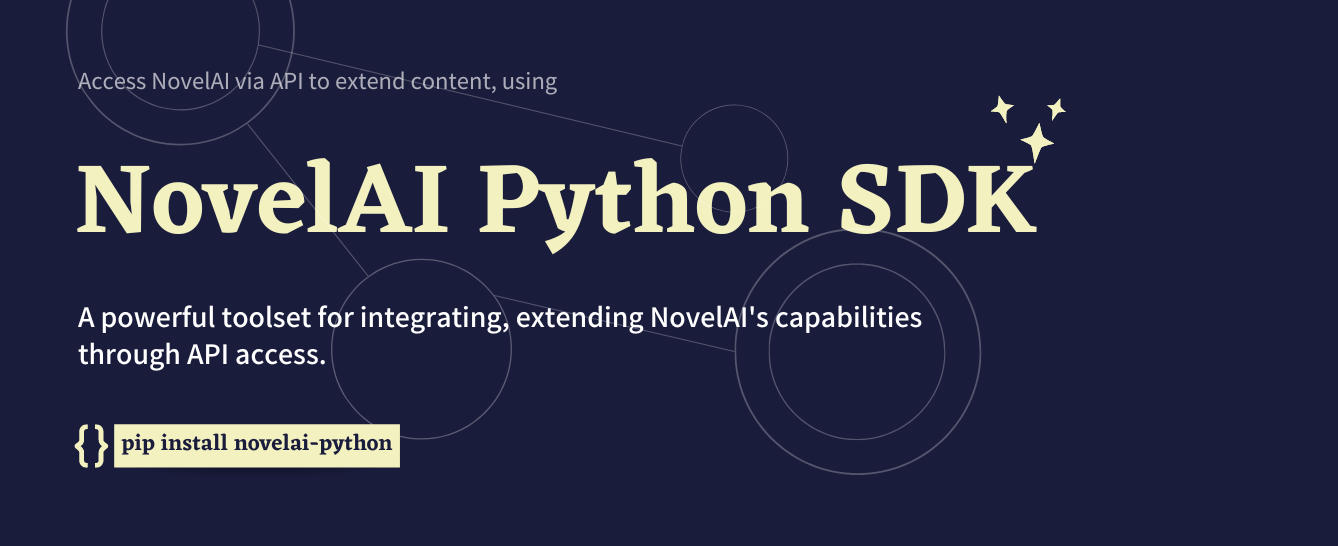 Access NovelAI via API to extend content, using
NovelAI Python SDK
A powerful toolset for integrating, extending NovelAI's capabilities
through API access.
{} pip install novelai-python